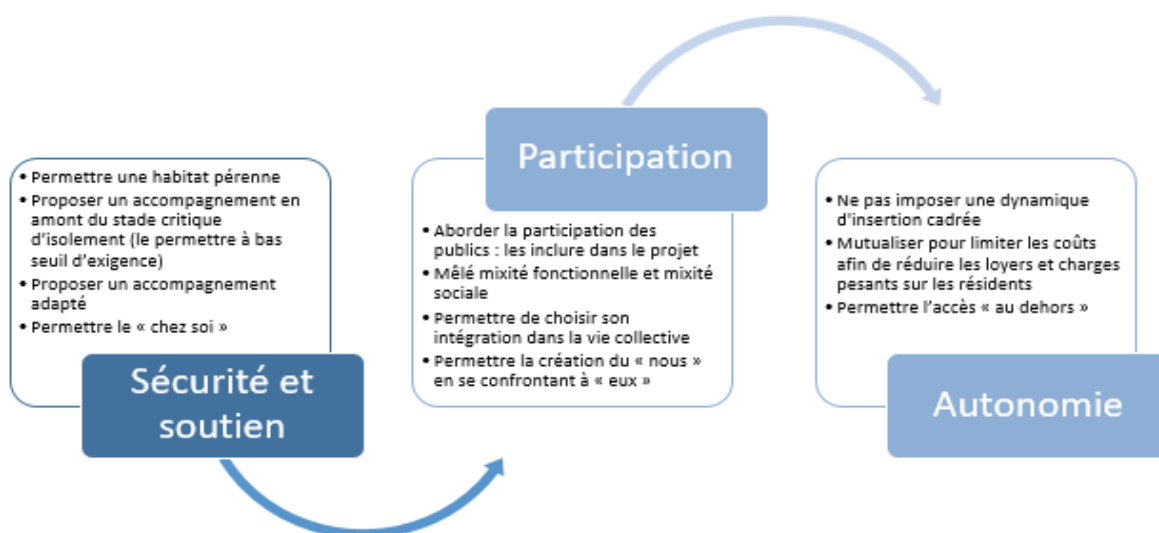 • Permettre une habitat pérenne
• Proposer un accompagnement en
amont du stade critique
d'isolement (le permettre à bas
seuil d'exigence)
• Proposer un accompagnement
adapté
• Permettre le « chez soi »
Sécurité et
soutien
Participation
• Aborder la participation des
publics : les inclure dans le projet
• Mêlé mixité fonctionnelle et mixité
sociale
• Permettre de choisir son
intégration dans la vie collective
• Permettre la création du « nous »
en se confrontant à « eux »
• Ne pas imposer une dynamique
d'insertion cadrée
• Mutualiser pour limiter les coûts
afin de réduire les loyers et charges
pesants sur les résidents
• Permettre l'accès « au dehors »
Autonomie